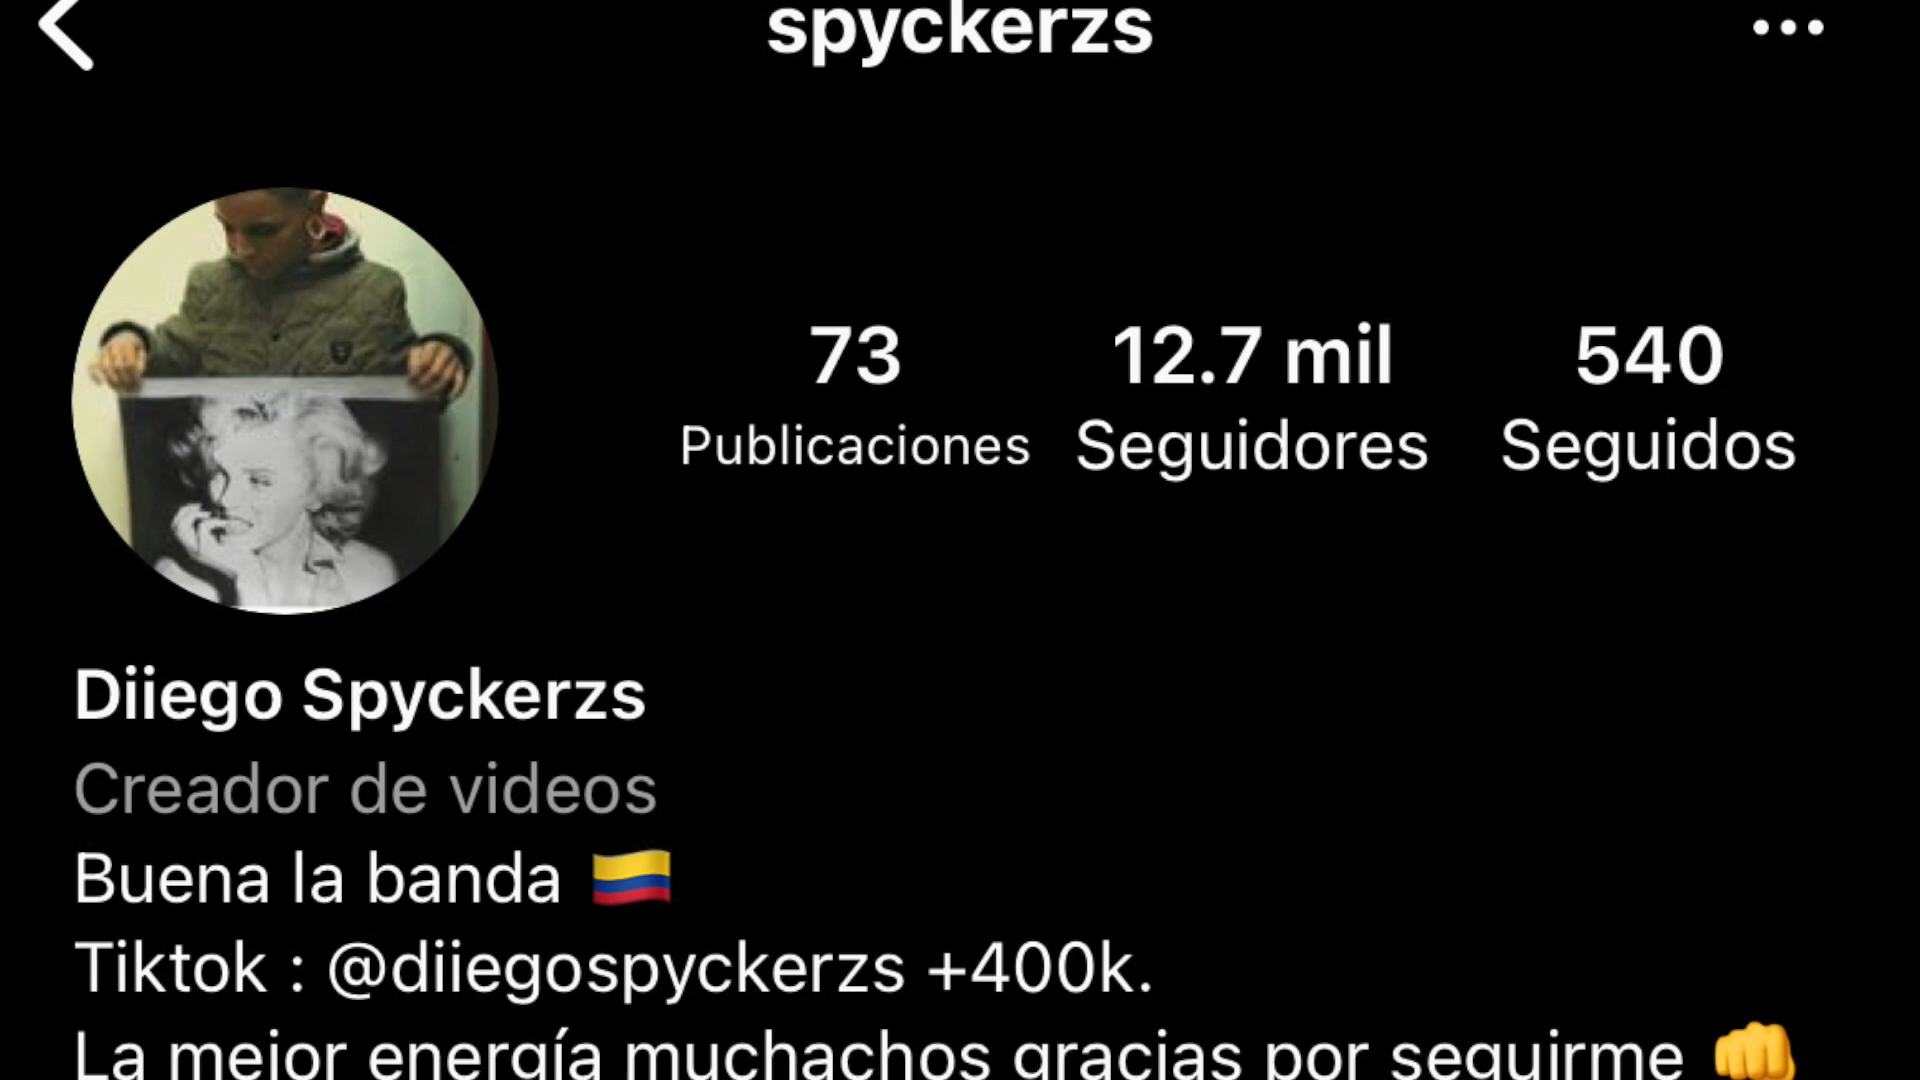 spyckerzs
73 12.7 mil 540
Publicaciones Seguidores Seguidos
Diiego Spyckerzs
Creador de videos
Buena la banda 🇨🇴
Tiktok : @diiegospyckerzs +400k.
La mejor energía muchachos gracias por seguirme 👊